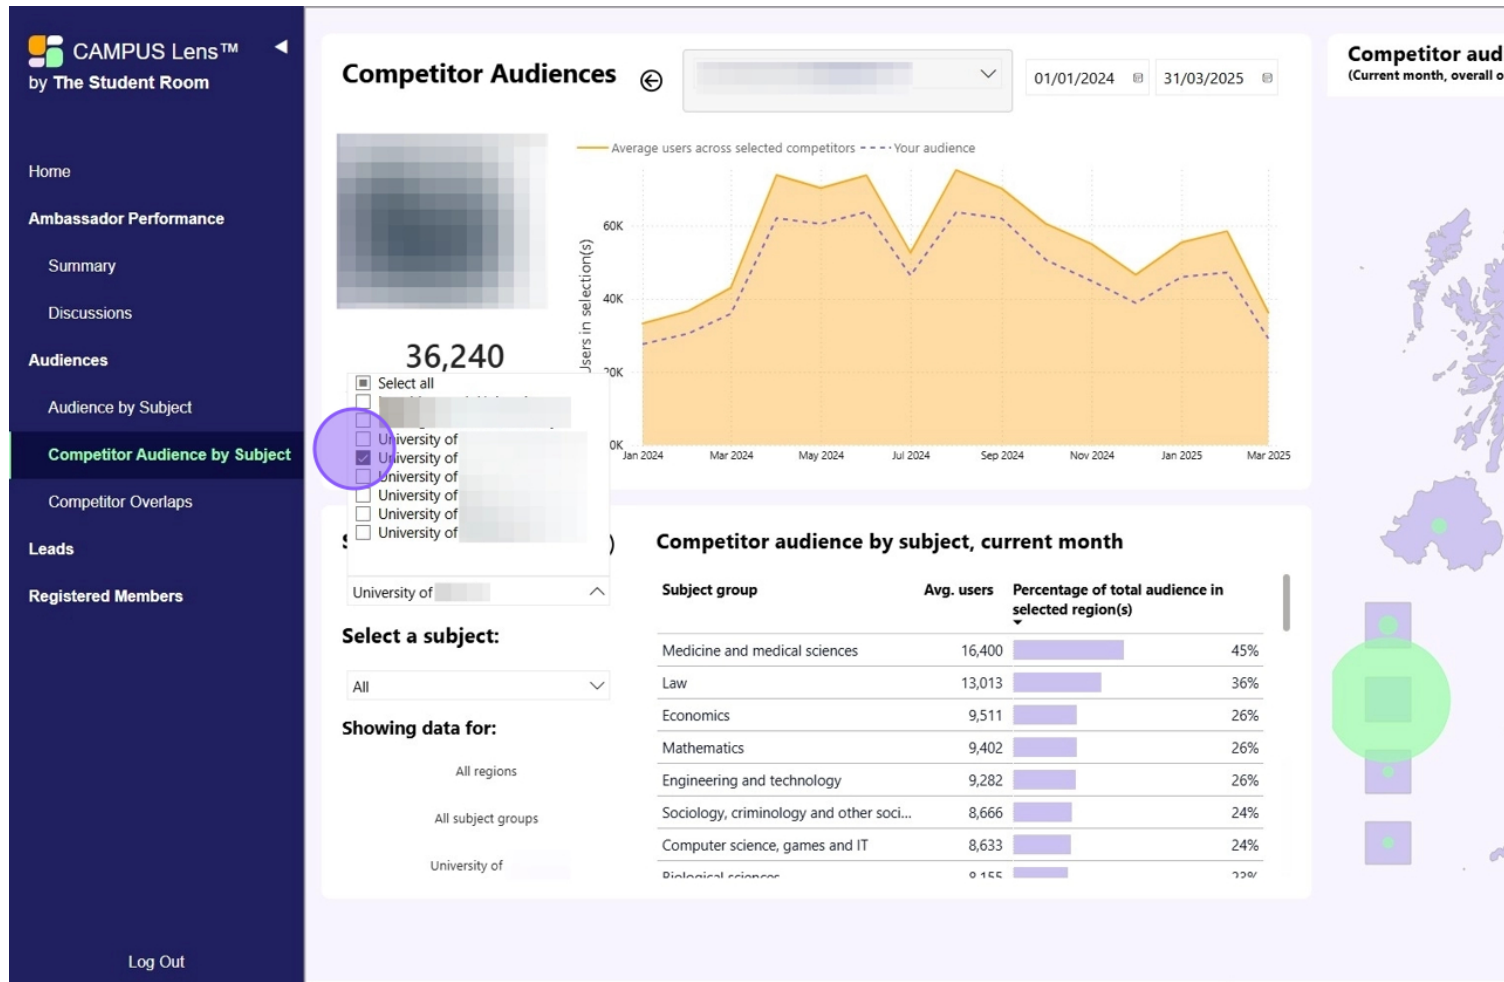 CAMPUS Lens™
by The Student Room
Home
Ambassador Performance
Summary
Discussions
Audiences
Audience by Subject
Competitor Audience by Subject
Competitor Overlaps
Leads
Registered Members
Log Out
Competitor Audiences
01/01/2024
31/03/2025
Average users across selected competitors
Your audience
36,240
Users in selection(s)
60K
40K
20K
0K
Jan 2024
Mar 2024
May 2024
Jul 2024
Sep 2024
Nov 2024
Jan 2025
Mar 2025
Select all
University of
University of
University of
University of
University of
University of
University of
Select a subject:
All
Showing data for:
All regions
All subject groups
University of
Competitor audience by subject, current month
Subject group Avg. users Percentage of total audience in
selected region(s)
Medicine and medical sciences 16,400 45%
Law 13,013 36%
Economics 9,511 26%
Mathematics 9,402 26%
Engineering and technology 9,282 26%
Sociology, criminology and other soci... 8,666 24%
Computer science, games and IT 8,633 24%
Biological sciences 8,155 23%
Competitor aud
(Current month, overall o